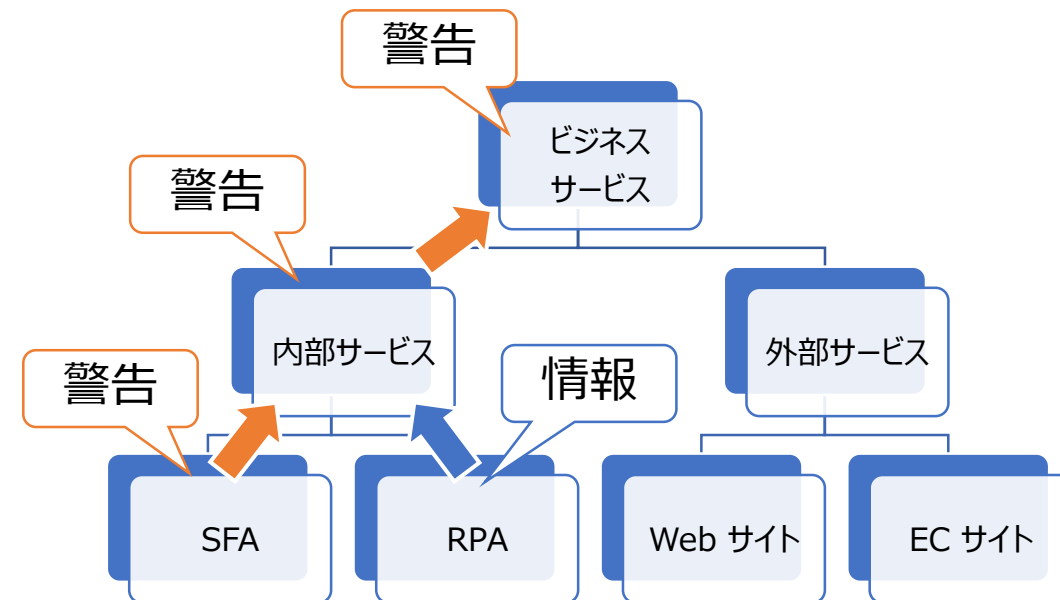 警告
ビジネス
サービス
警告
内部サービス
外部サービス
警告
情報
SFA
RPA
Web サイト
EC サイト